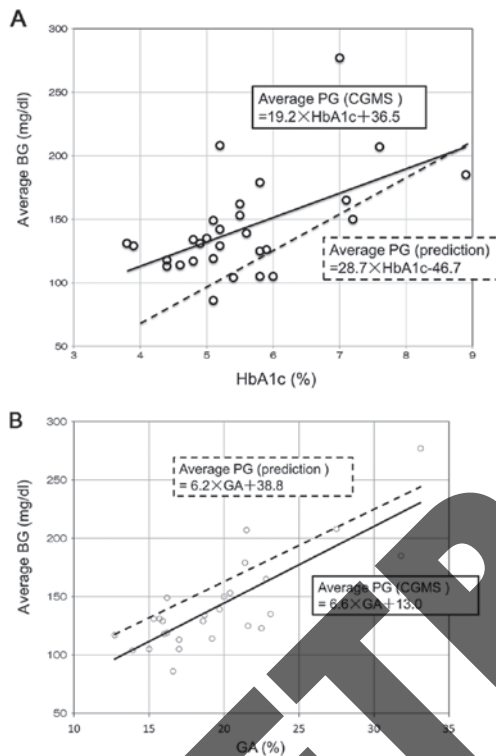 A
300
250
200
150
100
50
Average BG (mg/dl)
Average PG (CGMS )
=19.2×HbA1c+36.5
Average PG (prediction)
=28.7×HbA1c-46.7
3 4 5 6 7 8 9
HbA1c (%)
B
300
250
200
150
100
50
Average BG (mg/dl)
Average PG (prediction )
= 6.2×GA+38.8
Average PG (CGMS)
= 6.6×GA+13.0
10 15 20 25 30 35
GA (%)